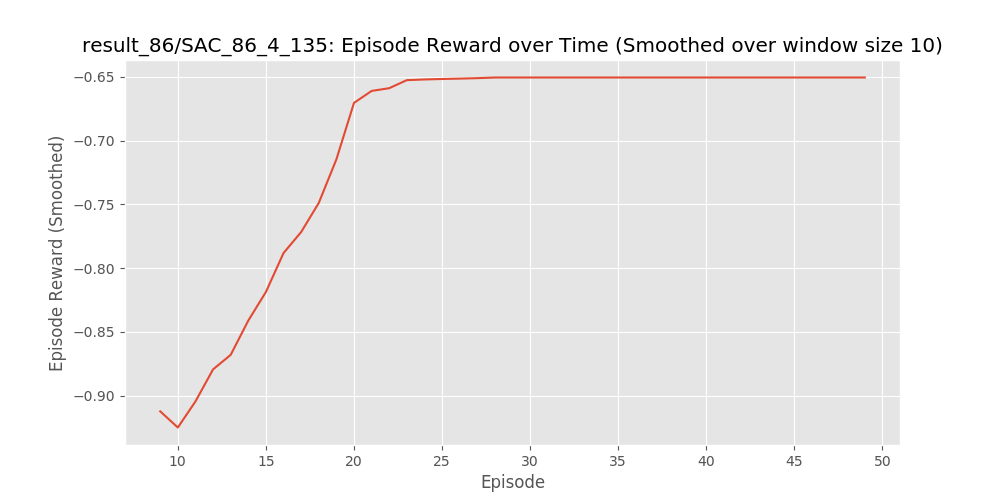 result_86/SAC_86_4_135: Episode Reward over Time (Smoothed over window size 10)
Episode Reward (Smoothed)
−0.65
−0.70
−0.75
−0.80
−0.85
−0.90
10 15 20 25 30 35 40 45 50
Episode